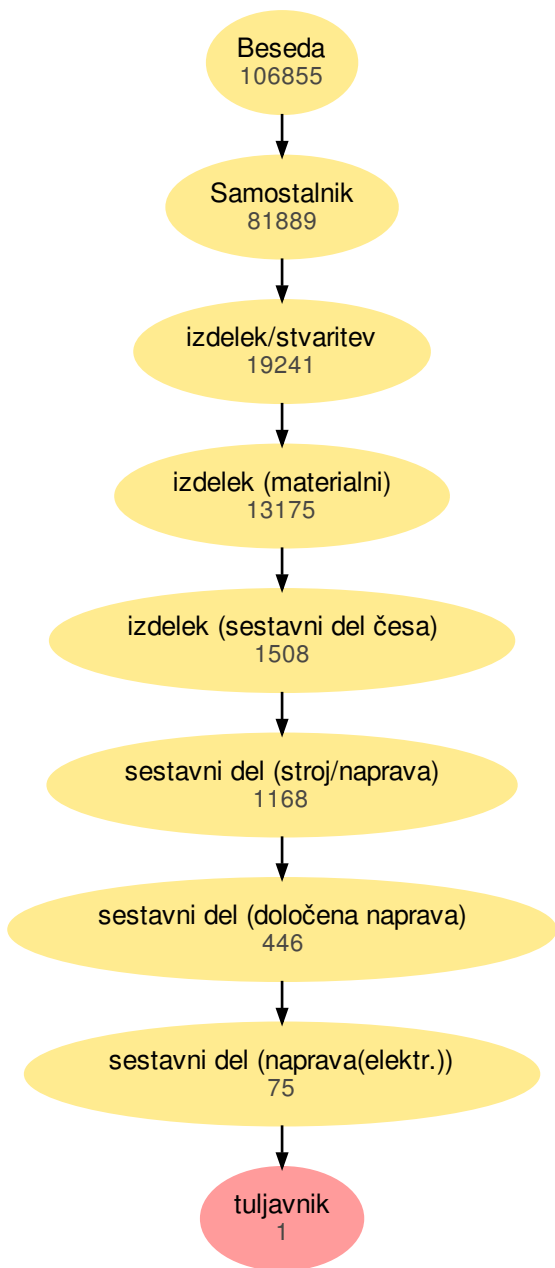 Beseda
106855
Samostalnik
81889
izdelek/stvaritev
19241
izdelek (materialni)
13175
izdelek (sestavni del česa)
1508
sestavni del (stroj/naprava)
1168
sestavni del (določena naprava)
446
sestavni del (naprava(elektr.))
75
tuljavnik
1